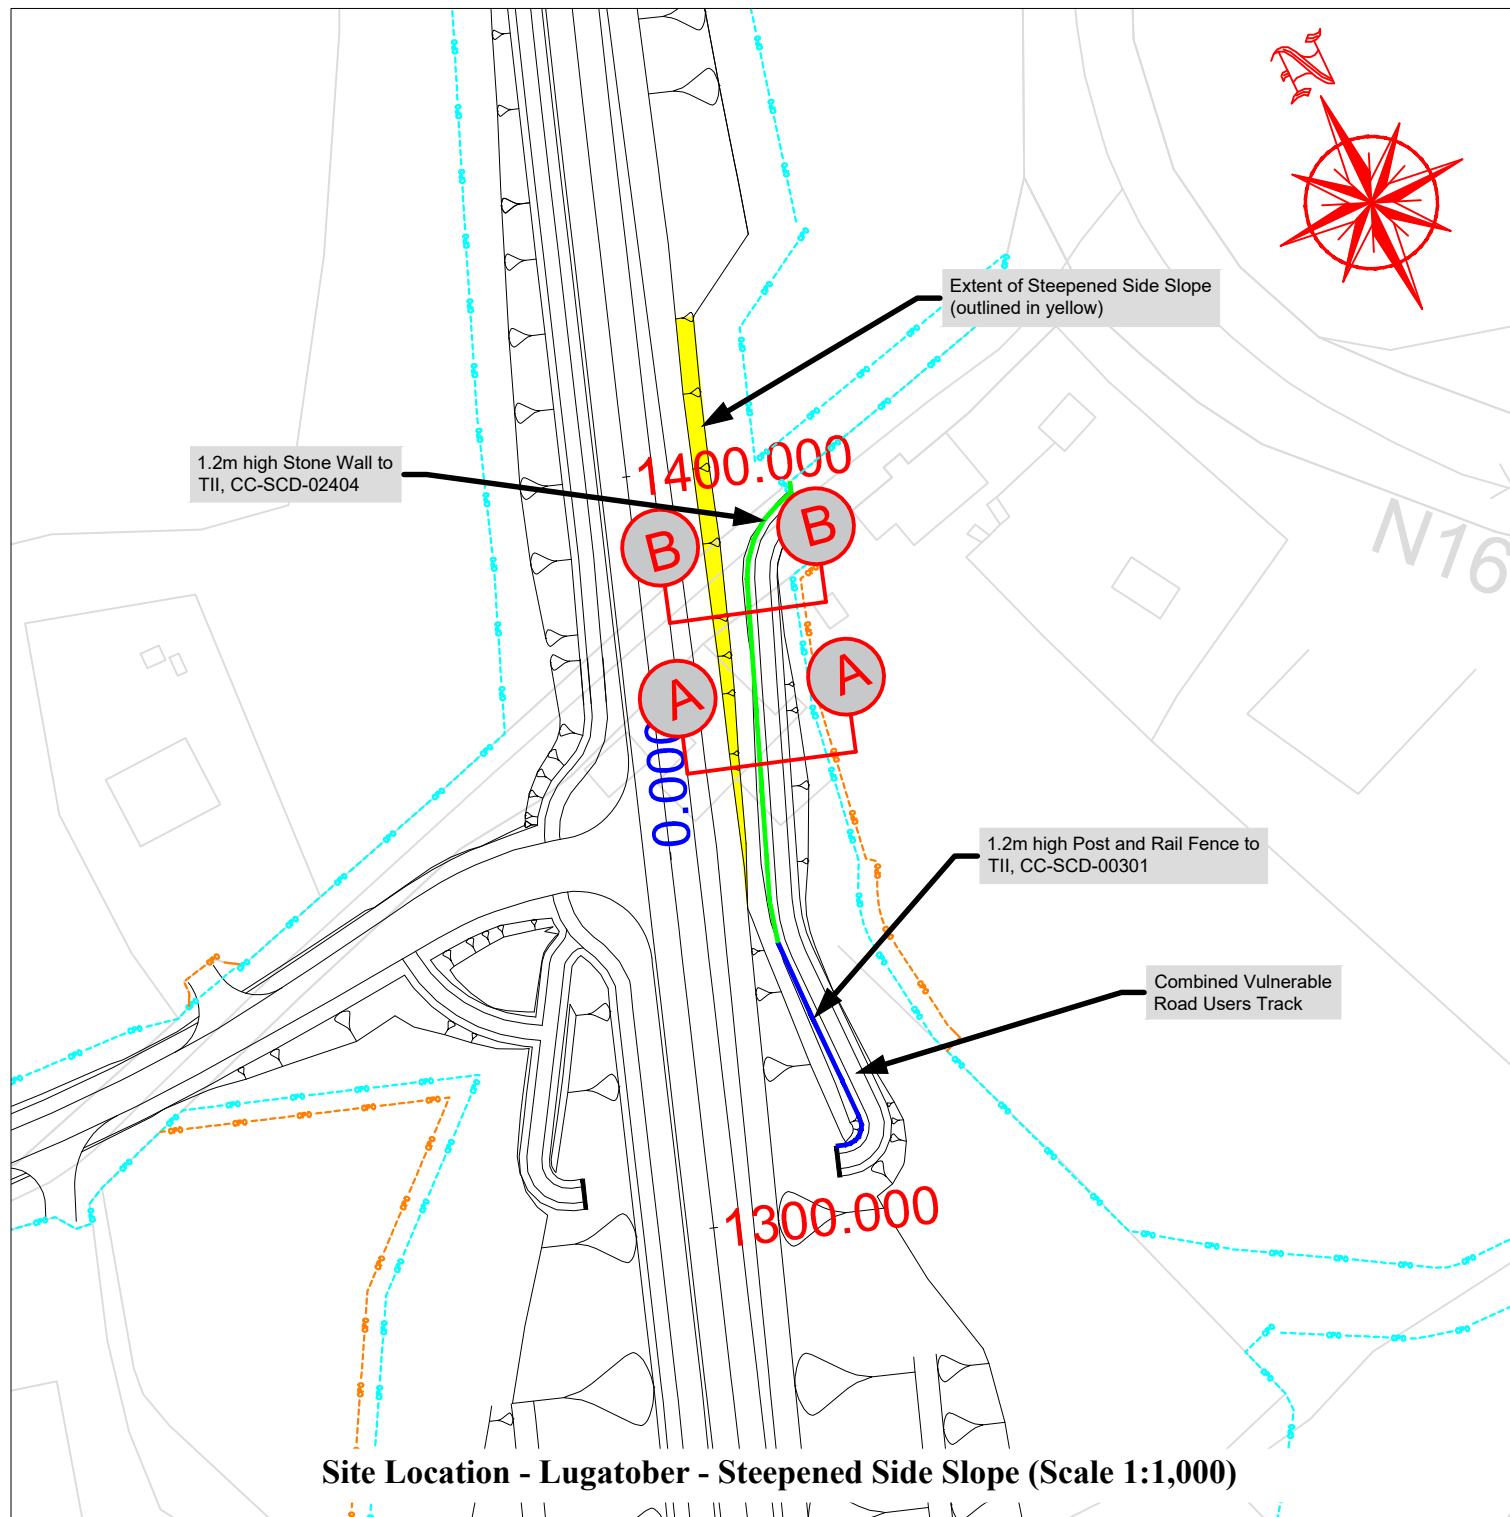 N
Extent of Steepened Side Slope
(outlined in yellow)
1400.000
1.2m high Stone Wall to
TII, CC-SCD-02404
B
B
N16
A
A
000.0
1.2m high Post and Rail Fence to
TII, CC-SCD-00301
Combined Vulnerable
Road Users Track
1300.000
Site Location - Lugatober - Steepened Side Slope (Scale 1:1,000)
CPO